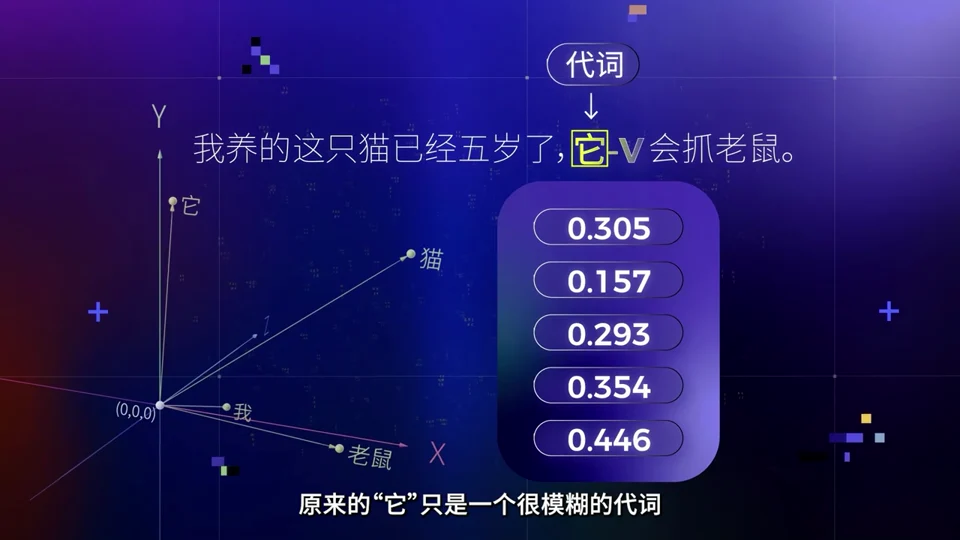 代词
我养的这只猫已经五岁了,它-V会抓老鼠。
Y
它
猫
Z
(0,0,0)
我
老鼠
X
0.305
0.157
0.293
0.354
0.446
原来的“它”只是一个很模糊的代词